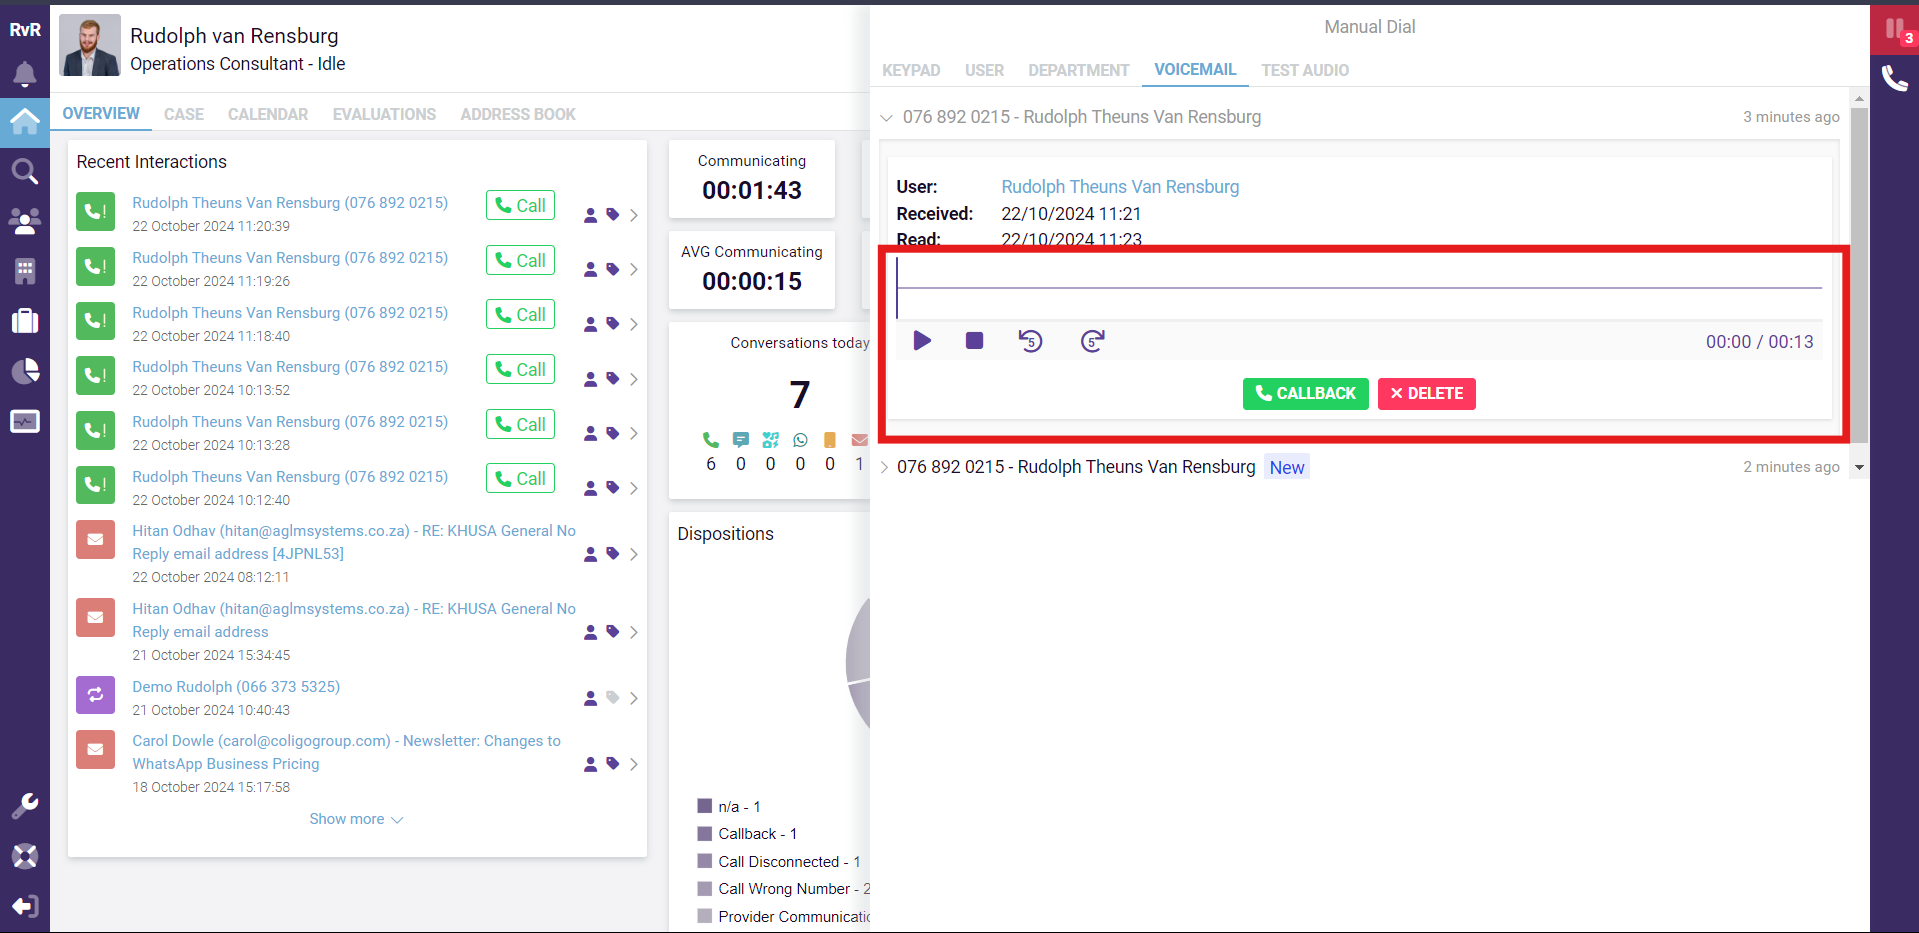 RvR
Rudolph van Rensburg
Operations Consultant - Idle
OVERVIEW CASE CALENDAR EVALUATIONS ADDRESS BOOK
Recent Interactions
Rudolph Theuns Van Rensburg (076 892 0215)
22 October 2024 11:20:39
Call
Rudolph Theuns Van Rensburg (076 892 0215)
22 October 2024 11:19:26
Call
Rudolph Theuns Van Rensburg (076 892 0215)
22 October 2024 11:18:40
Call
Rudolph Theuns Van Rensburg (076 892 0215)
22 October 2024 10:13:52
Call
Rudolph Theuns Van Rensburg (076 892 0215)
22 October 2024 10:13:28
Call
Rudolph Theuns Van Rensburg (076 892 0215)
22 October 2024 10:12:40
Call
Hitan Odhav (hitan@aglmsystems.co.za) - RE: KHUSA General No
Reply email address [4JPNL53]
22 October 2024 08:12:11
Hitan Odhav (hitan@aglmsystems.co.za) - RE: KHUSA General No
Reply email address
21 October 2024 15:34:45
Demo Rudolph (066 373 5325)
21 October 2024 10:40:43
Carol Dowle (carol@coligogroup.com) - Newsletter: Changes to
WhatsApp Business Pricing
18 October 2024 15:17:58
Show more
Communicating
00:01:43
AVG Communicating
00:00:15
Conversations today
7
6 0 0 0 0 1
Dispositions
n/a - 1
Callback - 1
Call Disconnected - 1
Call Wrong Number - 2
Provider
Manual Dial
KEYPAD USER DEPARTMENT VOICEMAIL TEST AUDIO
076 892 0215 - Rudolph Theuns Van Rensburg 3 minutes ago
User: Rudolph Theuns Van Rensburg
Received: 22/10/2024 11:21
Read: 22/10/2024 11:23
5 5 00:00 / 00:13
CALLBACK DELETE
076 892 0215 - Rudolph Theuns Van Rensburg New 2 minutes ago
3